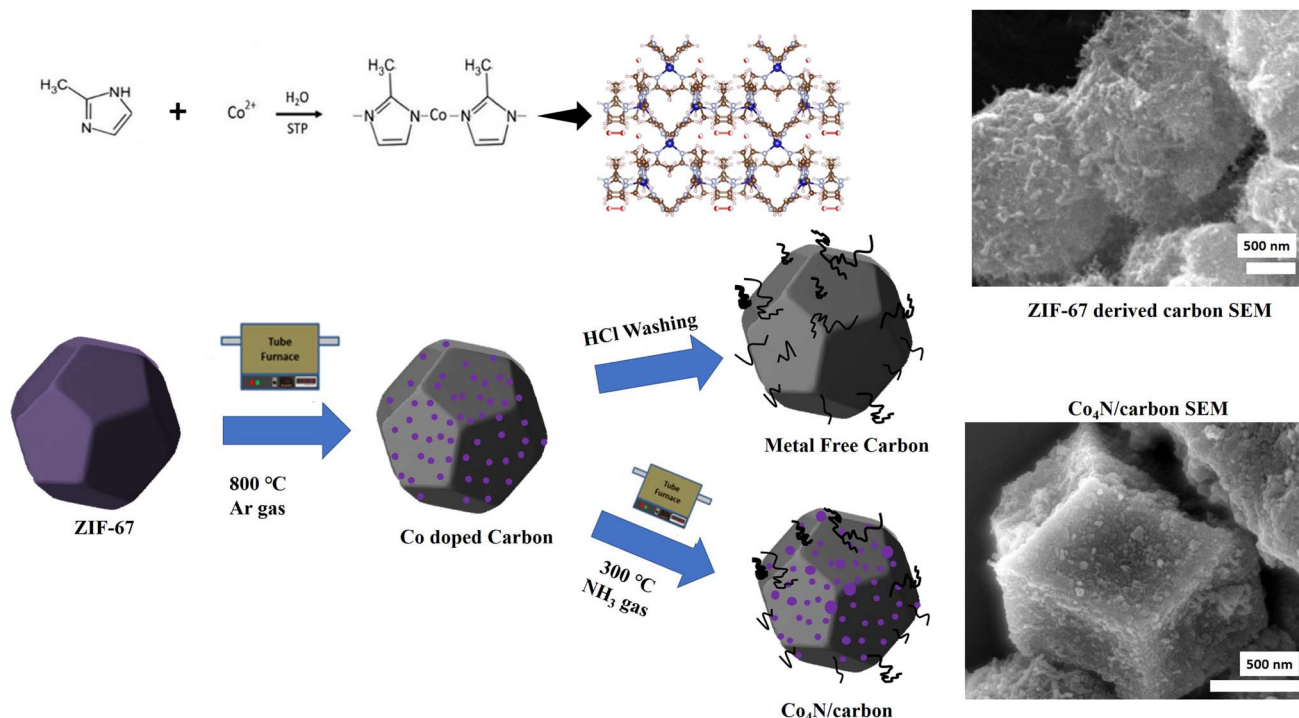 H₃C
NH
N
+
Co²⁺
H₂O
STP
H₃C
N
N
Co
H₃C
N
N
500 nm
ZIF-67 derived carbon SEM
HCl Washing
Tube
Furnace
Metal Free Carbon
800 °C
Ar gas
ZIF-67
Co doped Carbon
Tube
Furnace
300 °C
NH₃ gas
Co₄N/carbon
Co₄N/carbon SEM
500 nm